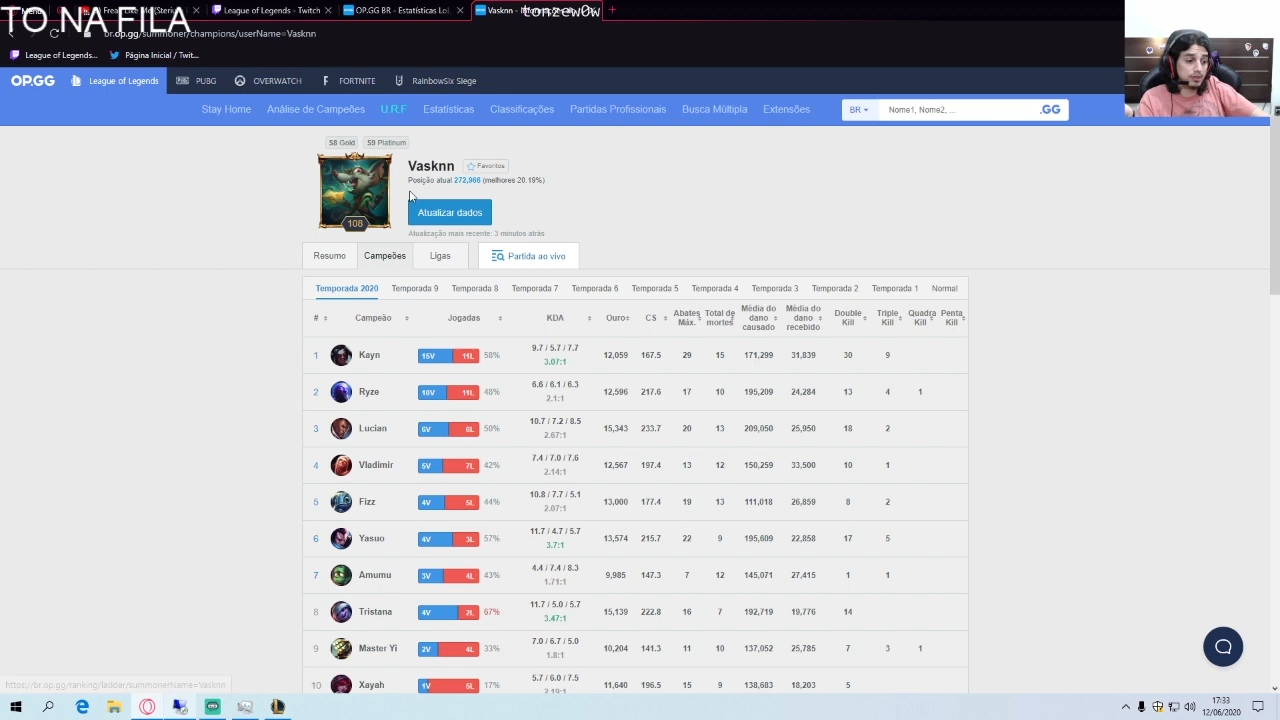 TO NA FILA
Freak Like Me (Steri
League of Legends - Twitch
OP.GG BR - Estatísticas Lol
Vasknn
conzew0w
br.op.gg/summoner/champions/userName=Vasknn
League of Legends...
Página Inicial / Twit...
OP.GG
League of Legends
PUBG
OVERWATCH
FORTNITE
RainbowSix Siege
Stay Home
Análise de Campeões
U.R.F
Estatísticas
Classificações
Partidas Profissionais
Busca Múltipla
Extensões
BR
Nome1, Nome2, ...
.GG
S8 Gold
S9 Platinum
Vasknn
Favoritos
Posição atual 272,966 (melhores 20.19%)
108
Atualizar dados
Atualização mais recente: 3 minutos atrás
Resumo
Campeões
Ligas
Partida ao vivo
Temporada 2020 Temporada 9 Temporada 8 Temporada 7 Temporada 6 Temporada 5 Temporada 4 Temporada 3 Temporada 2 Temporada 1 Normal
# Campeão Jogadas KDA Ouro CS Abates Máx. Total de mortes Média do dano causado Média do dano recebido Double Kill Triple Kill Quadra Kill Penta Kill
1 Kayn 15V 11L 58% 9.7 / 5.7 / 7.7 12,059 167.5 29 15 171,299 31,839 30 9
3.07:1
2 Ryze 10V 11L 48% 6.6 / 6.1 / 6.3 12,596 217.6 17 10 195,209 24,284 13 4 1
2.1:1
3 Lucian 6V 6L 50% 10.7 / 7.2 / 8.5 15,343 233.7 20 13 209,050 25,950 18 2
2.67:1
4 Vladimir 5V 7L 42% 7.4 / 7.0 / 7.6 12,567 197.4 13 12 150,259 33,500 10 1
2.14:1
5 Fizz 4V 5L 44% 10.8 / 7.7 / 5.1 13,000 177.4 19 13 111,018 26,859 8 2
2.07:1
6 Yasuo 4V 3L 57% 11.7 / 4.7 / 5.7 13,574 215.7 22 9 195,609 22,858 17 5
3.7:1
7 Amumu 3V 4L 43% 4.4 / 7.4 / 8.3 9,985 147.3 7 12 145,071 27,415 1 1
1.71:1
8 Tristana 4V 2L 67% 11.7 / 5.0 / 5.7 15,139 222.8 16 7 192,719 19,776 14
3.47:1
9 Master Yi 2V 4L 33% 7.0 / 6.7 / 5.0 10,204 141.3 11 10 137,052 25,785 7 3 1
1.8:1
10 Xayah 1V 5L 17% 5.7 / 6.0 / 7.5 15 9 138,683 18,203
2.19:1
https://br.op.gg/ranking/ladder/summonerName=Vasknn
17:33
12/06/2020